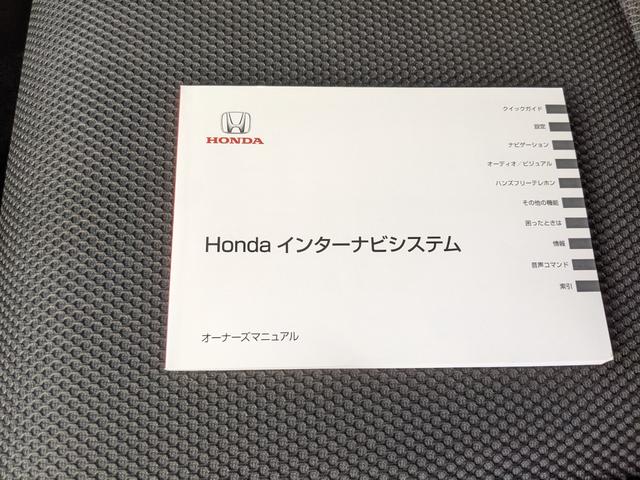 HONDA
Honda インターナビシステム
オーナーズマニュアル
クイックガイド
設定
ナビゲーション
オーディオ／ビジュアル
ハンズフリーテレホン
その他の機能
困ったときは
情報
音声コマンド
索引